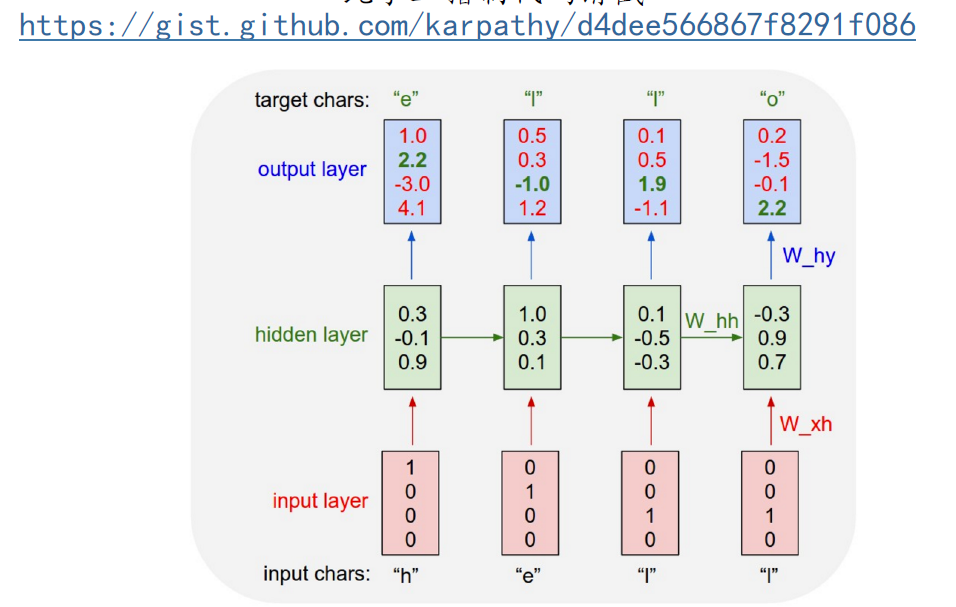 https://gist.github.com/karpathy/d4dee566867f8291f086
target chars: “e” “l” “l” “o”
1.0 0.5 0.1 0.2
2.2 0.3 0.5 -1.5
output layer
-3.0 -1.0 1.9 -0.1
4.1 1.2 -1.1 2.2
W_hy
0.3 1.0 0.1 -0.3
W_hh
hidden layer -0.1 0.3 -0.5 0.9
0.9 0.1 -0.3 0.7
W_xh
1 0 0 0
0 1 0 0
input layer
0 0 1 1
0 0 0 0
input chars: “h” “e” “l” “l”